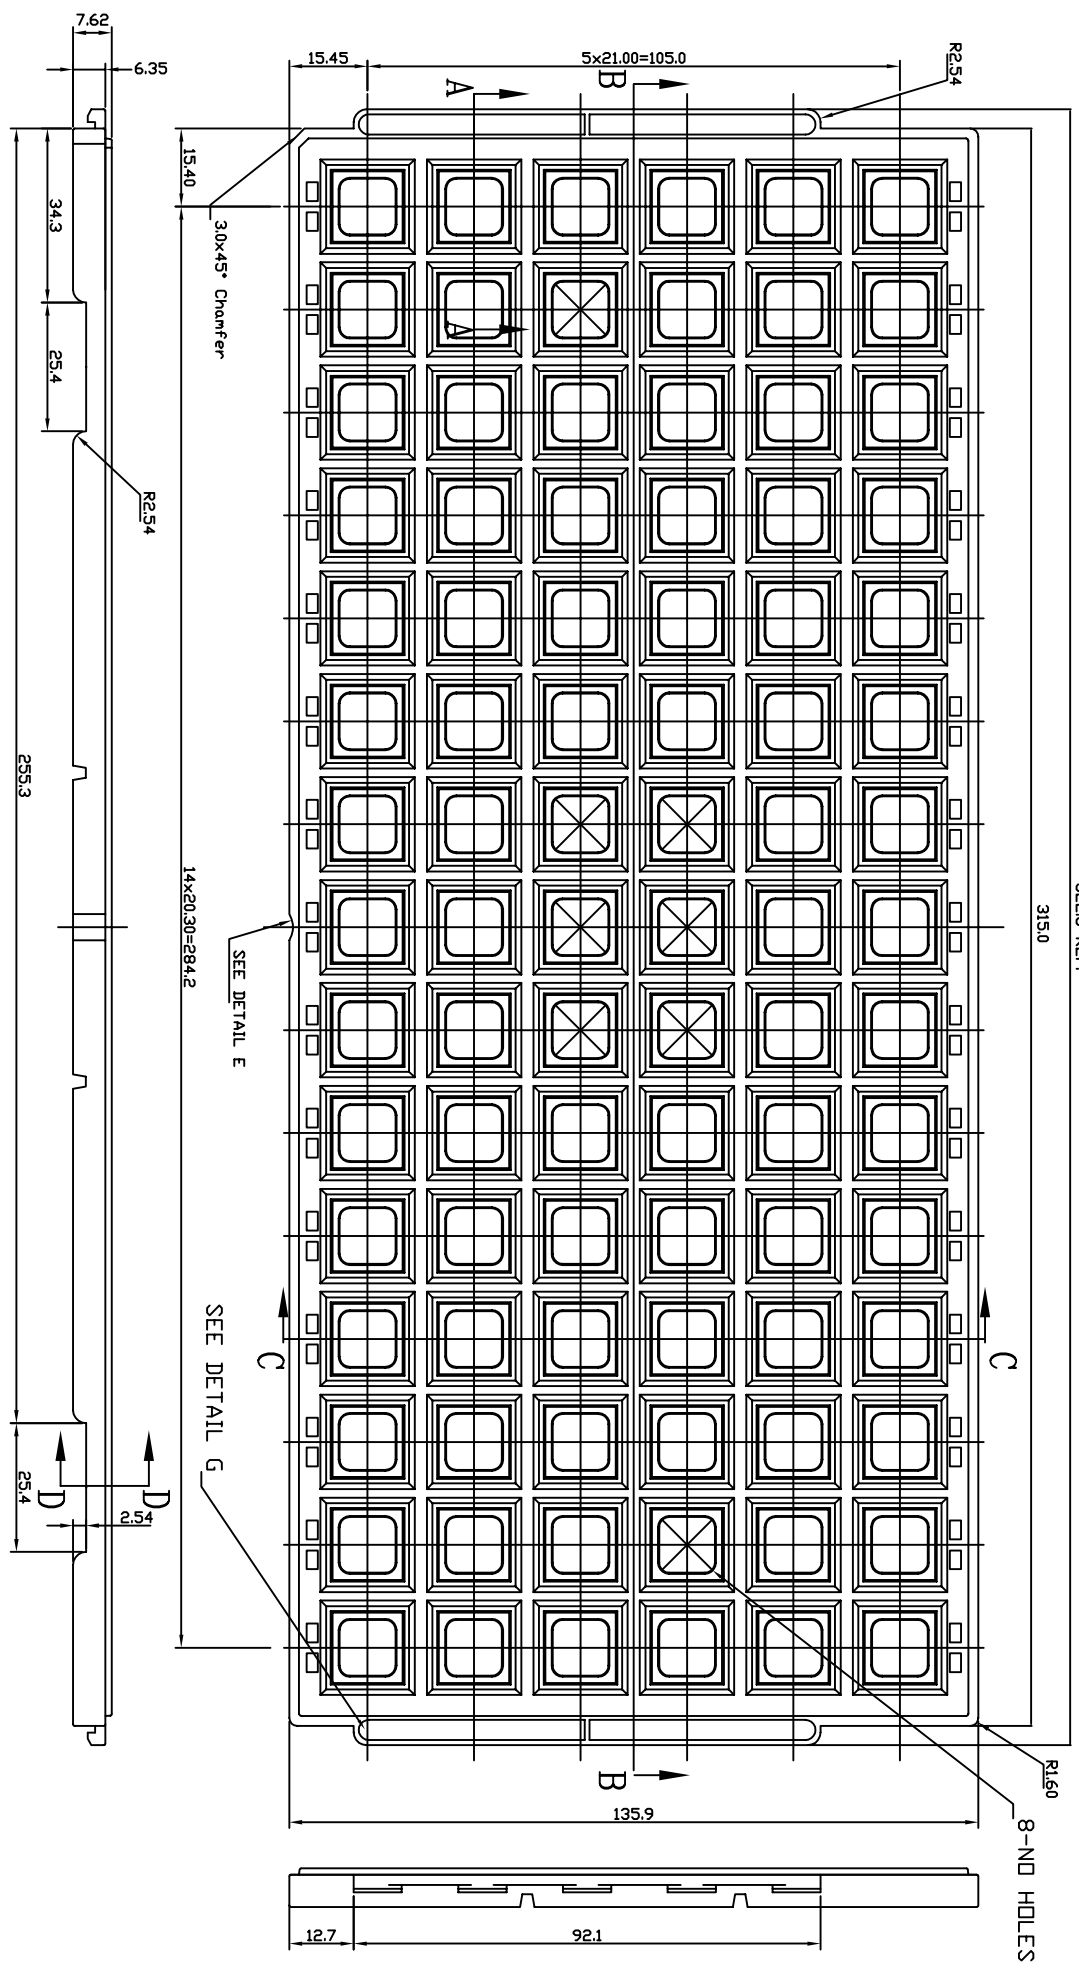 7.62
6.35
15.45
5x21.00=105.0
R2.54
B
A
15.40
34.3
3.0x45° Chamfer
A
25.4
R2.54
315.0
255.3
14x20.30=284.2
SEE DETAIL E
C
C
SEE DETAIL G
D
D
25.4
2.54
B
R1.60
135.9
8-NO HOLES
12.7
92.1